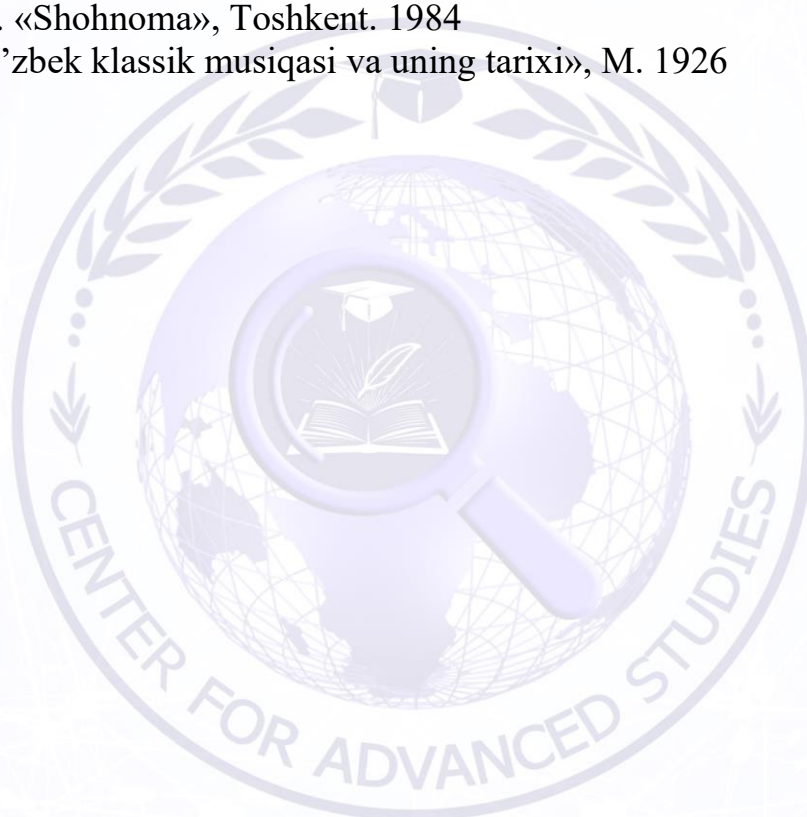 . «Shohnoma», Toshkent. 1984
’zbek klassik musiqasi va uning tarixi», M. 1926
CENTER FOR ADVANCED STUDIES